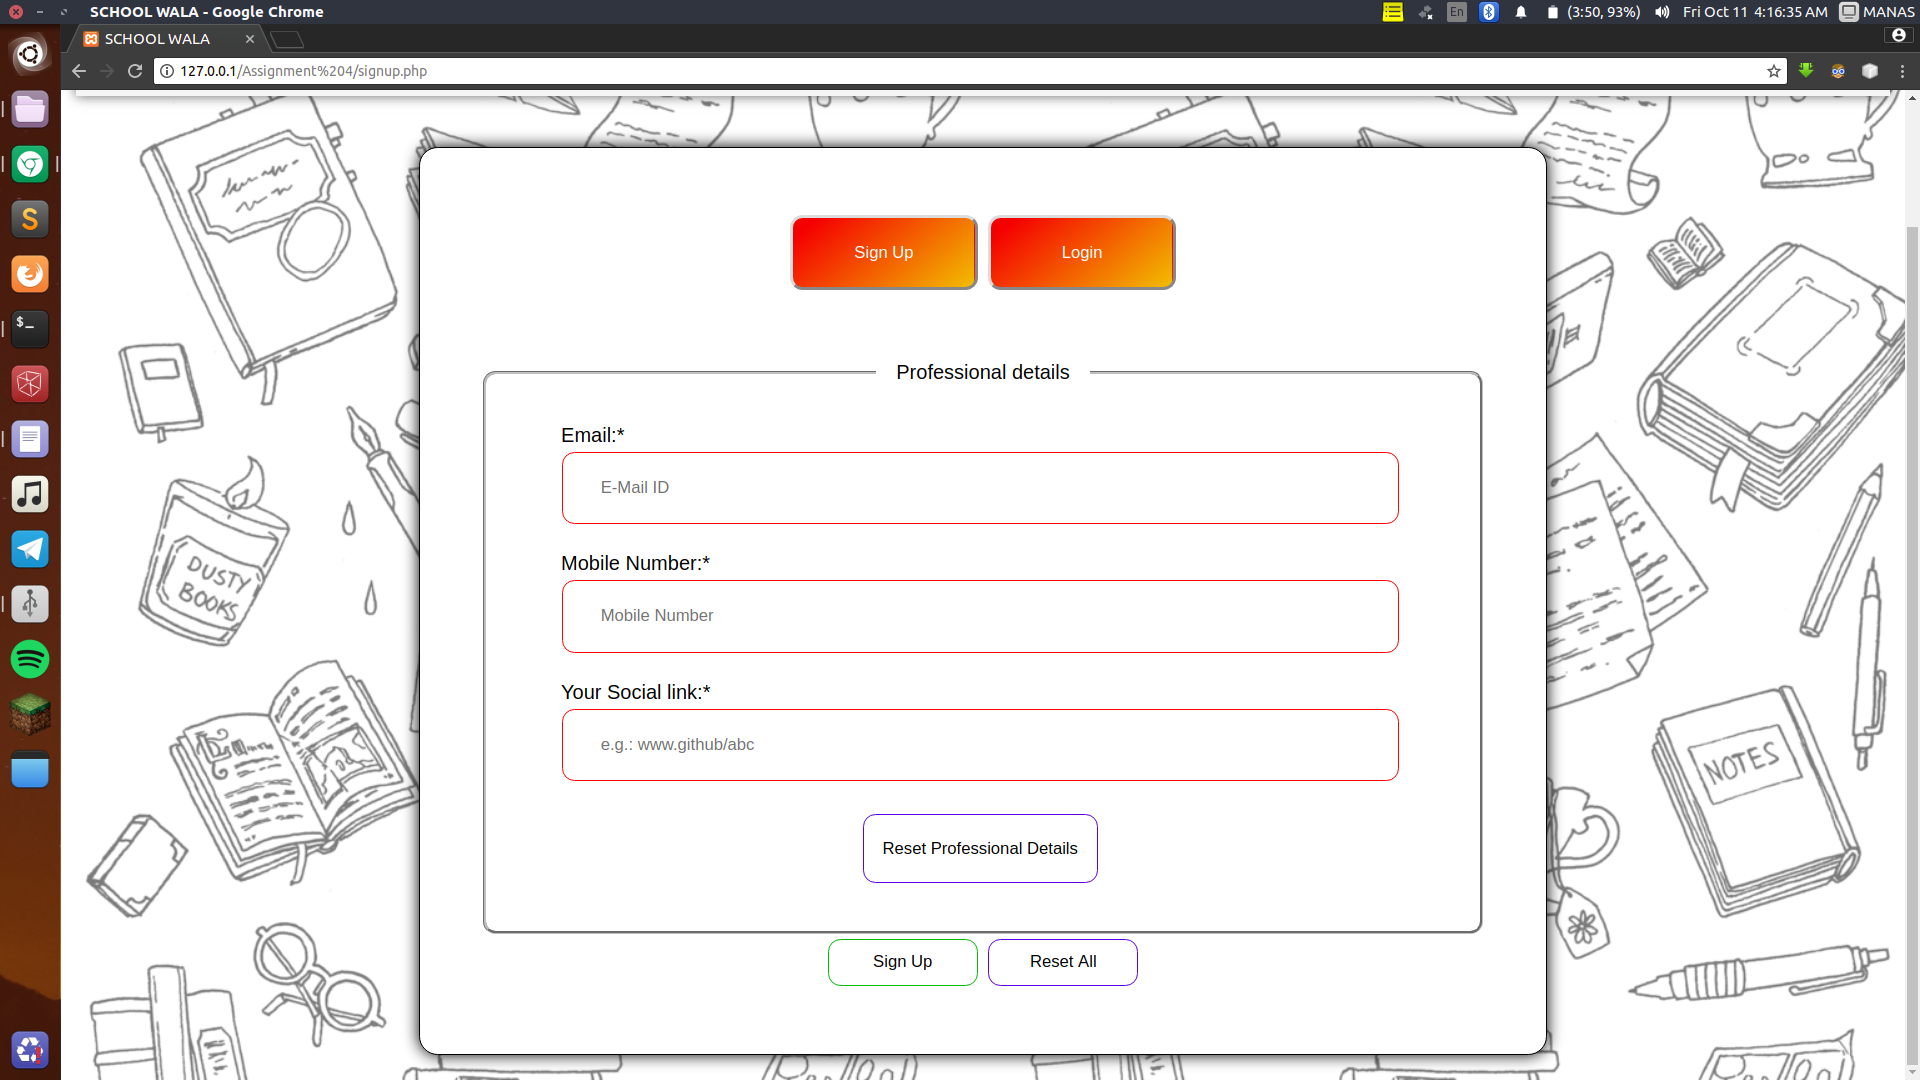 SCHOOL WALA - Google Chrome
En
(3:50, 93%)
Fri Oct 11 4:16:35 AM
MANAS
SCHOOL WALA
127.0.0.1/Assignment%204/signup.php
Sign Up
Login
Professional details
Email:*
E-Mail ID
Mobile Number:*
Mobile Number
Your Social link:*
e.g.: www.github/abc
Reset Professional Details
Sign Up
Reset All
DUSTY
BOOKS
NOTES